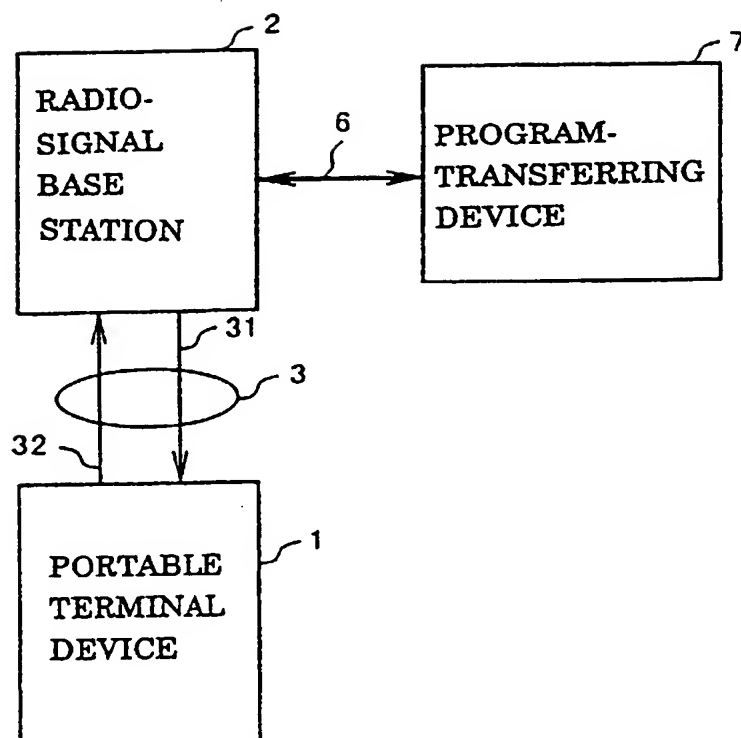 2
7
RADIO-
SIGNAL
BASE
STATION
6
PROGRAM-
TRANSFERRING
DEVICE
31
3
32
1
PORTABLE
TERMINAL
DEVICE